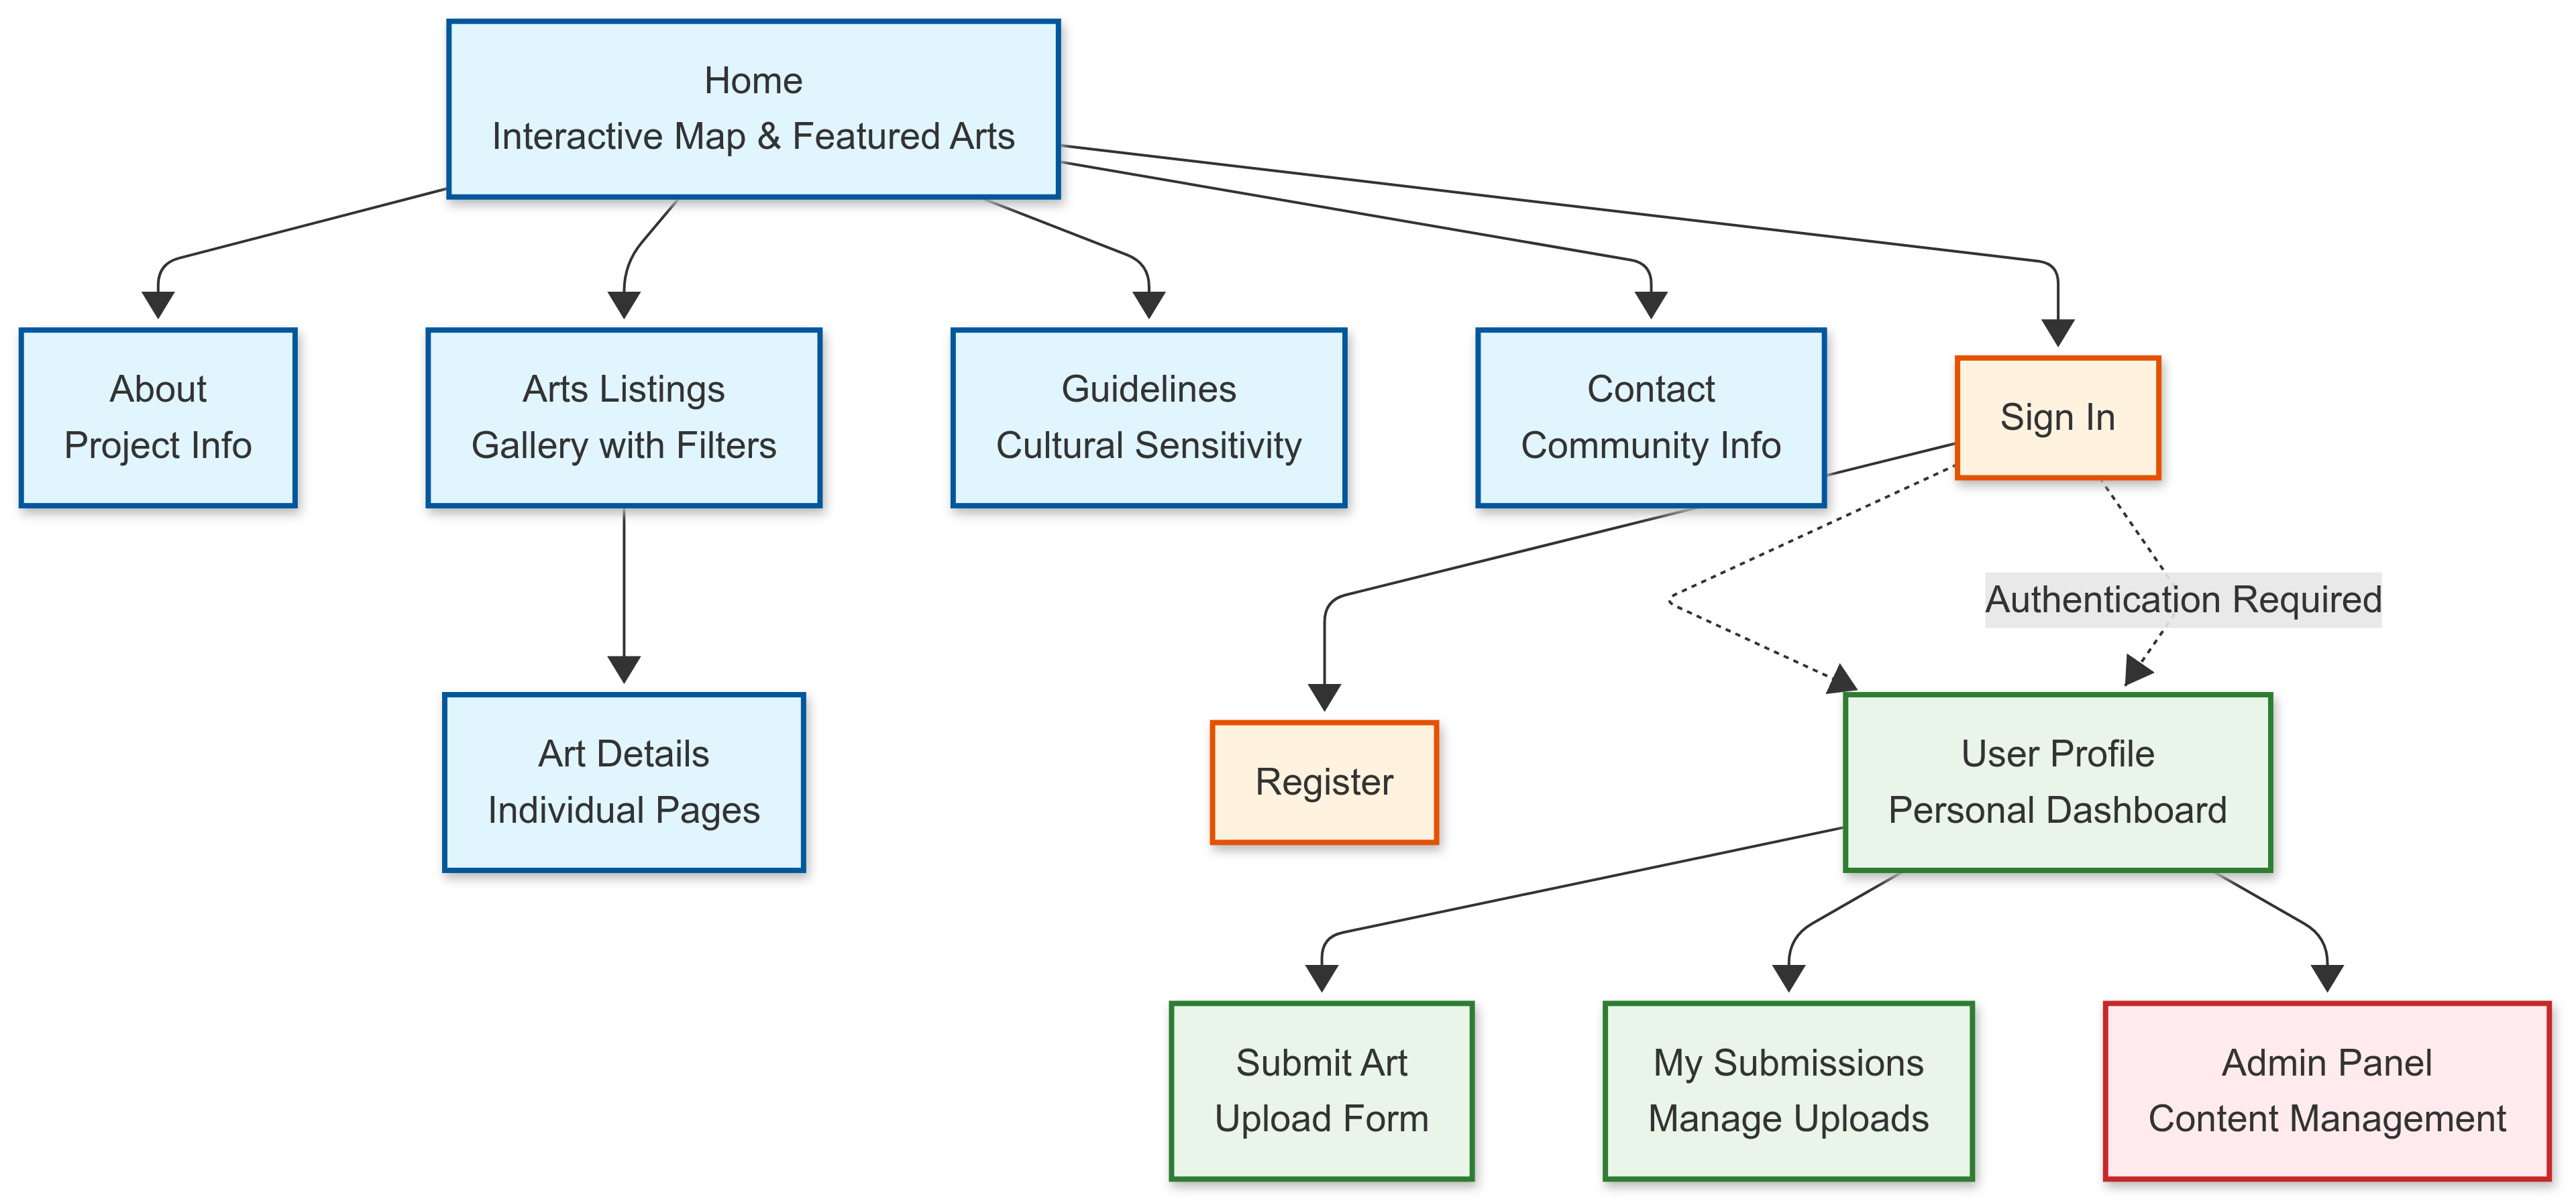 Home
Interactive Map & Featured Arts
About
Project Info
Arts Listings
Gallery with Filters
Guidelines
Cultural Sensitivity
Contact
Community Info
Sign In
Authentication Required
Art Details
Individual Pages
Register
User Profile
Personal Dashboard
Submit Art
Upload Form
My Submissions
Manage Uploads
Admin Panel
Content Management